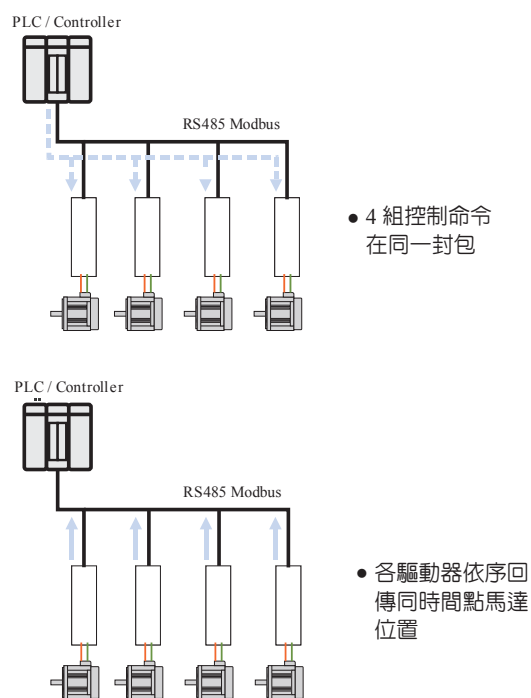 PLC / Controller
RS485 Modbus
● 4 組控制命令
在同一封包
PLC / Controller
RS485 Modbus
● 各驅動器依序回
傳同時間點馬達
位置